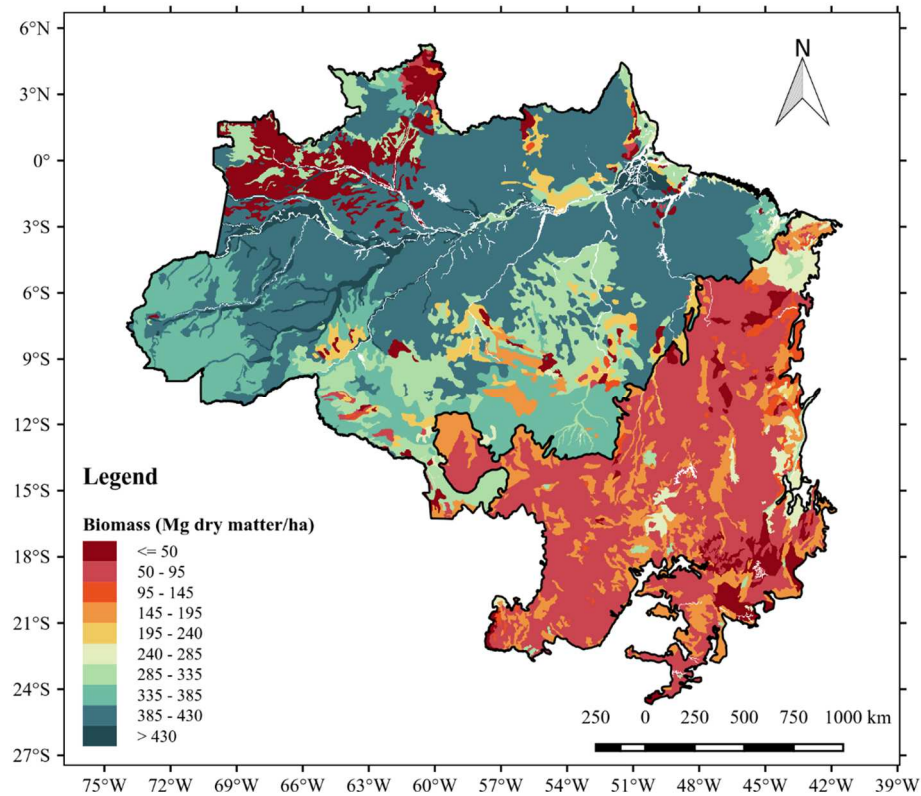 6°N
3°N
0°
3°S
6°S
9°S
12°S
15°S
18°S
21°S
24°S
27°S
N
Legend
Biomass (Mg dry matter/ha)
<= 50
50 - 95
95 - 145
145 - 195
195 - 240
240 - 285
285 - 335
335 - 385
385 - 430
> 430
250 0 250 500 750 1000 km
75°W 72°W 69°W 66°W 63°W 60°W 57°W 54°W 51°W 48°W 45°W 42°W 39°W